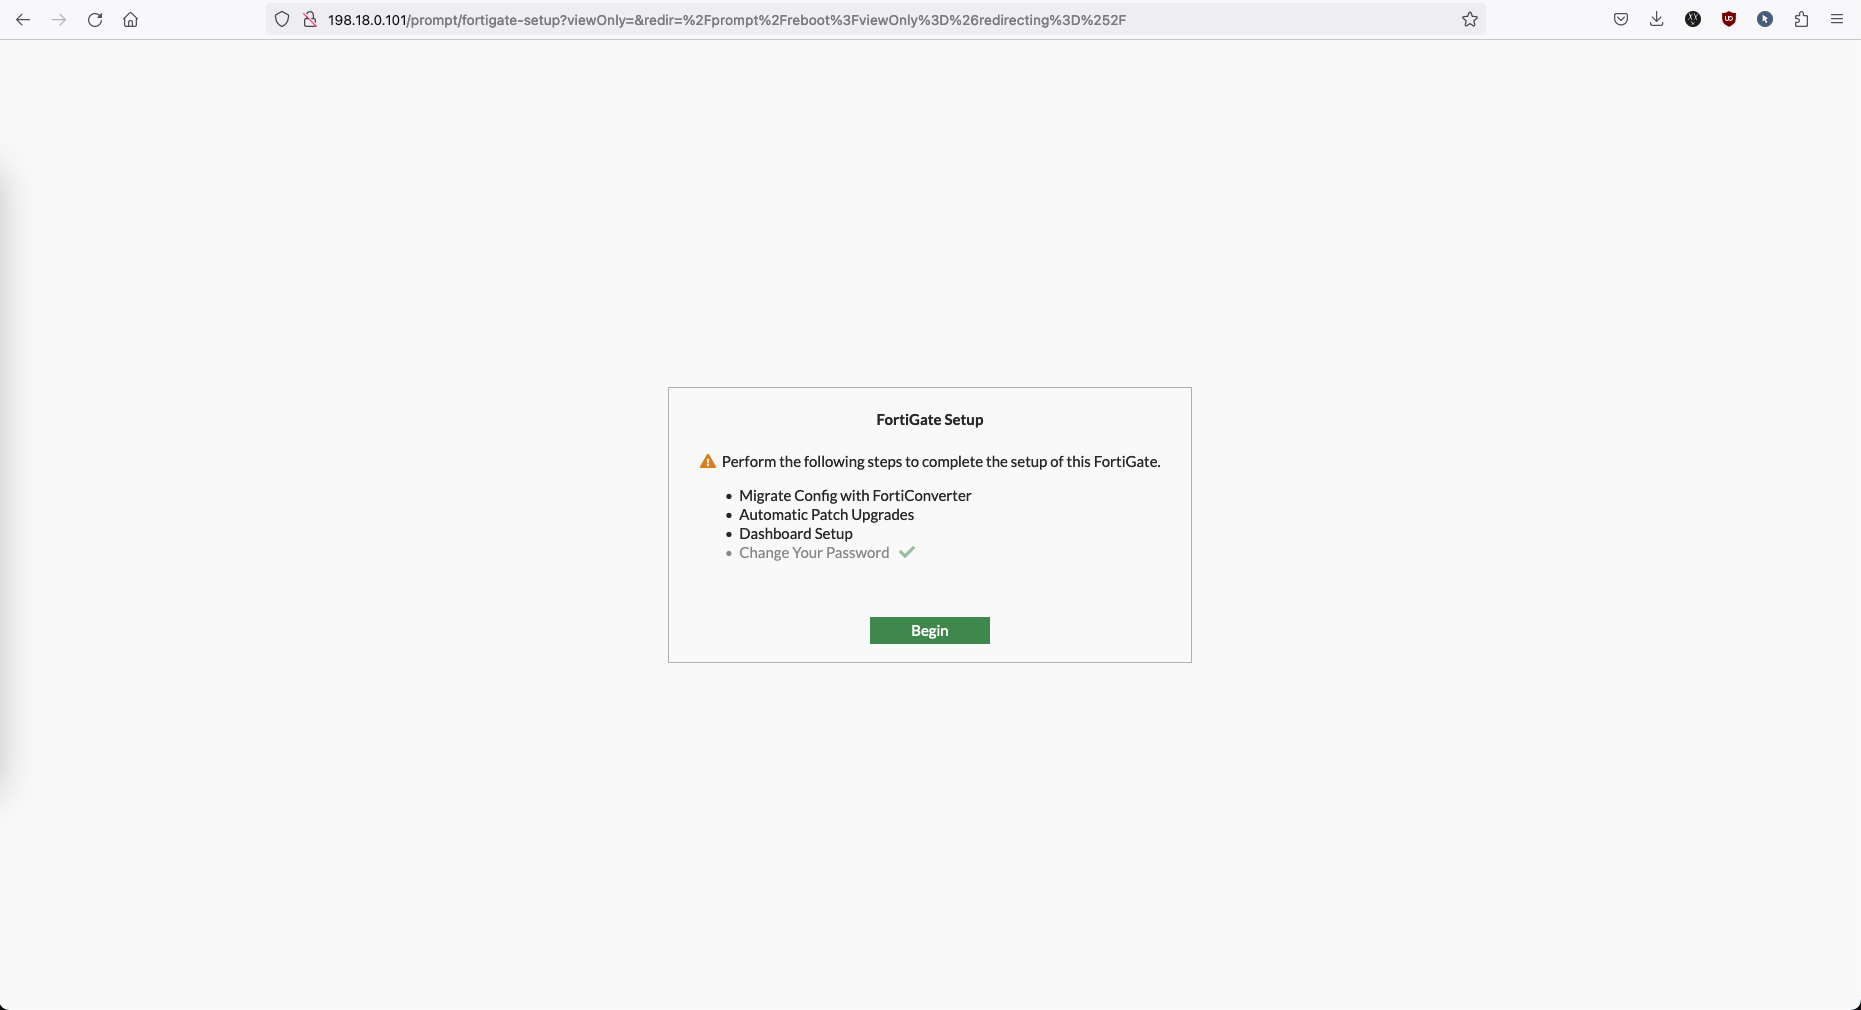 198.18.0.101/prompt/fortigate-setup?viewOnly=&redir=%2Fprompt%2Freboot%3FviewOnly%3D%26redirecting%3D%252F
FortiGate Setup
Perform the following steps to complete the setup of this FortiGate.
• Migrate Config with FortiConverter
• Automatic Patch Upgrades
• Dashboard Setup
• Change Your Password
Begin